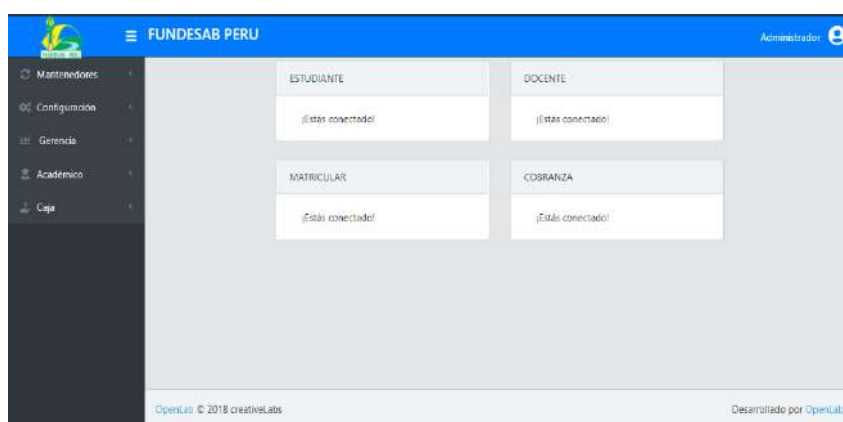 FUNDESAB PERU
Administrador
Mantenedores
Configuración
Gerencia
Académico
Caja
ESTUDIANTE
¡Estás conectado!
DOCENTE
¡Estás conectado!
MATRICULAR
¡Estás conectado!
COBRANZA
¡Estás conectado!
OpenLab © 2018 creativeLabs
Desarrollado por OpenLab